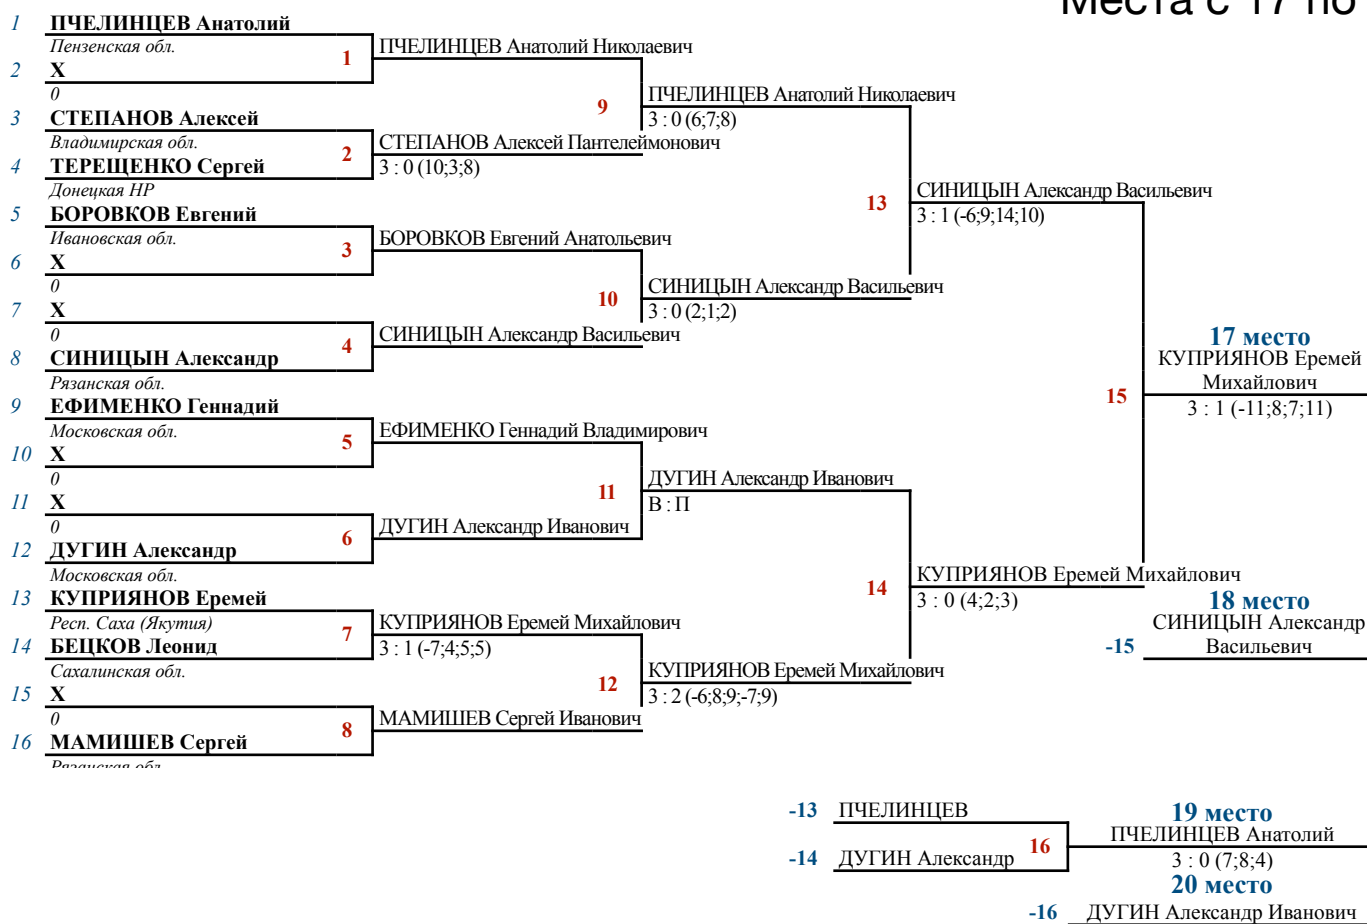 Места с 17 по
1 ПЧЕЛИНЦЕВ Анатолий
Пензенская обл.
1
ПЧЕЛИНЦЕВ Анатолий Николаевич
2 X
0
9
ПЧЕЛИНЦЕВ Анатолий Николаевич
3 : 0 (6;7;8)
3 СТЕПАНОВ Алексей
Владимирская обл.
2
СТЕПАНОВ Алексей Пантелеймонович
3 : 0 (10;3;8)
4 ТЕРЕЩЕНКО Сергей
Донецкая НР
13
СИНИЦЫН Александр Васильевич
3 : 1 (-6;9;14;10)
5 БОРОВКОВ Евгений
Ивановская обл.
3
БОРОВКОВ Евгений Анатольевич
6 X
0
10
СИНИЦЫН Александр Васильевич
3 : 0 (2;1;2)
7 X
0
4
СИНИЦЫН Александр Васильевич
8 СИНИЦЫН Александр
Рязанская обл.
17 место
КУПРИЯНОВ Еремей
Михайлович
15
3 : 1 (-11;8;7;11)
9 ЕФИМЕНКО Геннадий
Московская обл.
5
ЕФИМЕНКО Геннадий Владимирович
10 X
0
11
ДУГИН Александр Иванович
В : П
11 X
0
6
ДУГИН Александр Иванович
12 ДУГИН Александр
Московская обл.
14
КУПРИЯНОВ Еремей Михайлович
3 : 0 (4;2;3)
13 КУПРИЯНОВ Еремей
Респ. Саха (Якутия)
7
КУПРИЯНОВ Еремей Михайлович
3 : 1 (-7;4;5;5)
14 БЕЦКОВ Леонид
Сахалинская обл.
18 место
СИНИЦЫН Александр
-15 Васильевич
12
КУПРИЯНОВ Еремей Михайлович
3 : 2 (-6;8;9;-7;9)
15 X
0
8
МАМИШЕВ Сергей Иванович
16 МАМИШЕВ Сергей
Рязанская обл.
-13 ПЧЕЛИНЦЕВ
19 место
16
ПЧЕЛИНЦЕВ Анатолий
-14 ДУГИН Александр
3 : 0 (7;8;4)
20 место
-16 ДУГИН Александр Иванович